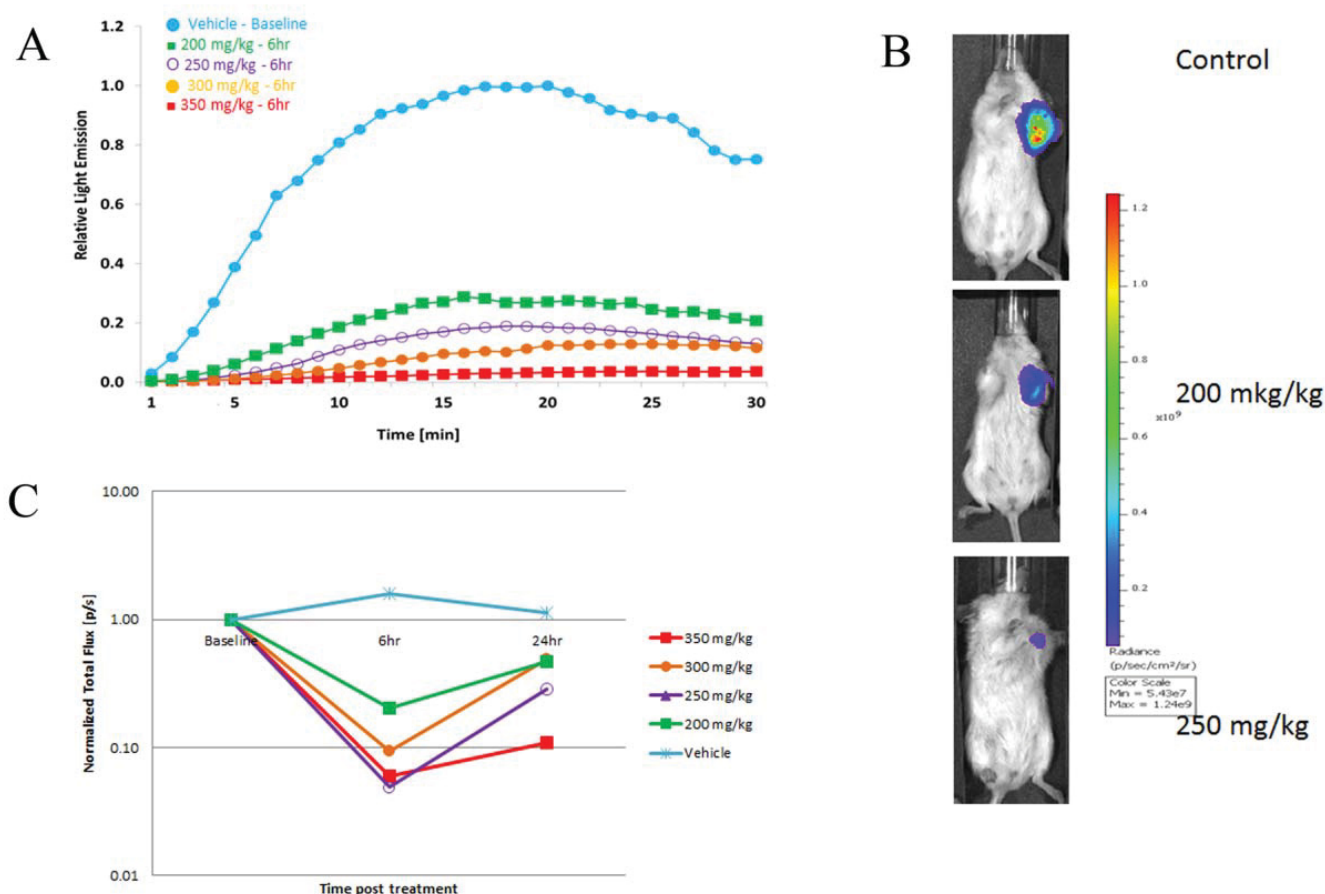 A
Vehicle - Baseline
200 mg/kg - 6hr
250 mg/kg - 6hr
300 mg/kg - 6hr
350 mg/kg - 6hr
1.2
1.0
0.8
0.6
0.4
0.2
0.0
Relative Light Emission
1 5 10 15 20 25 30
Time [min]
B
Control
200 mkg/kg
250 mg/kg
1.2
1.0
0.8
x10⁹
0.6
0.4
0.2
Radiance
(p/sec/cm²/sr)
Color Scale
Min = 5.43e7
Max = 1.24e9
C
10.00
1.00
0.10
0.01
Normalized Total Flux [p/s]
Baseline 6hr 24hr
Time post treatment
350 mg/kg
300 mg/kg
250 mg/kg
200 mg/kg
Vehicle